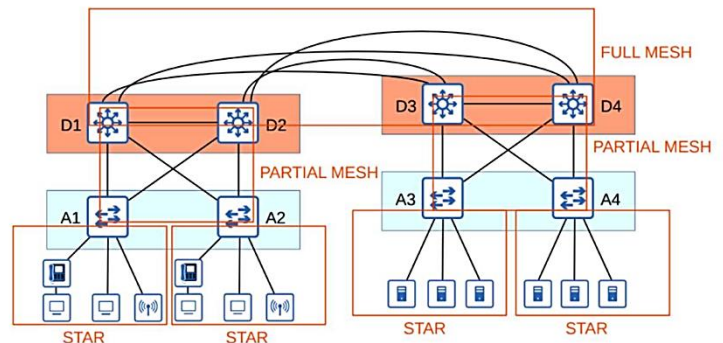 FULL MESH
D1
D2
D3
D4
PARTIAL MESH
PARTIAL MESH
A1
A2
A3
A4
STAR
STAR
STAR
STAR